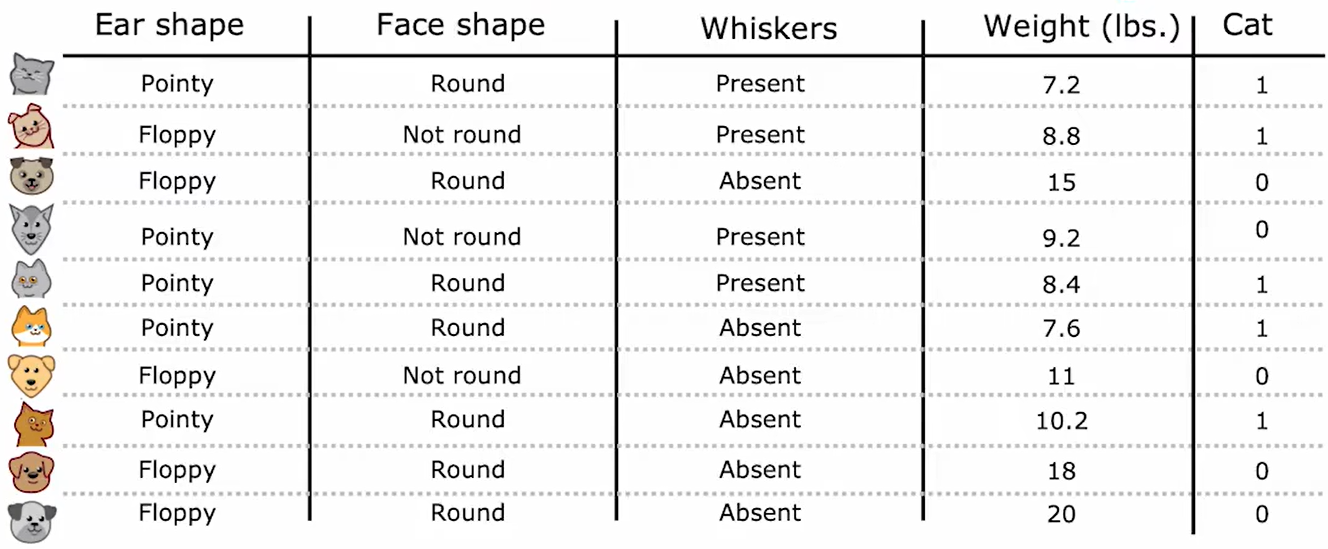 Ear shape Face shape Whiskers Weight (lbs.) Cat
Pointy Round Present 7.2 1
Floppy Not round Present 8.8 1
Floppy Round Absent 15 0
Pointy Not round Present 9.2 0
Pointy Round Present 8.4 1
Pointy Round Absent 7.6 1
Floppy Not round Absent 11 0
Pointy Round Absent 10.2 1
Floppy Round Absent 18 0
Floppy Round Absent 20 0